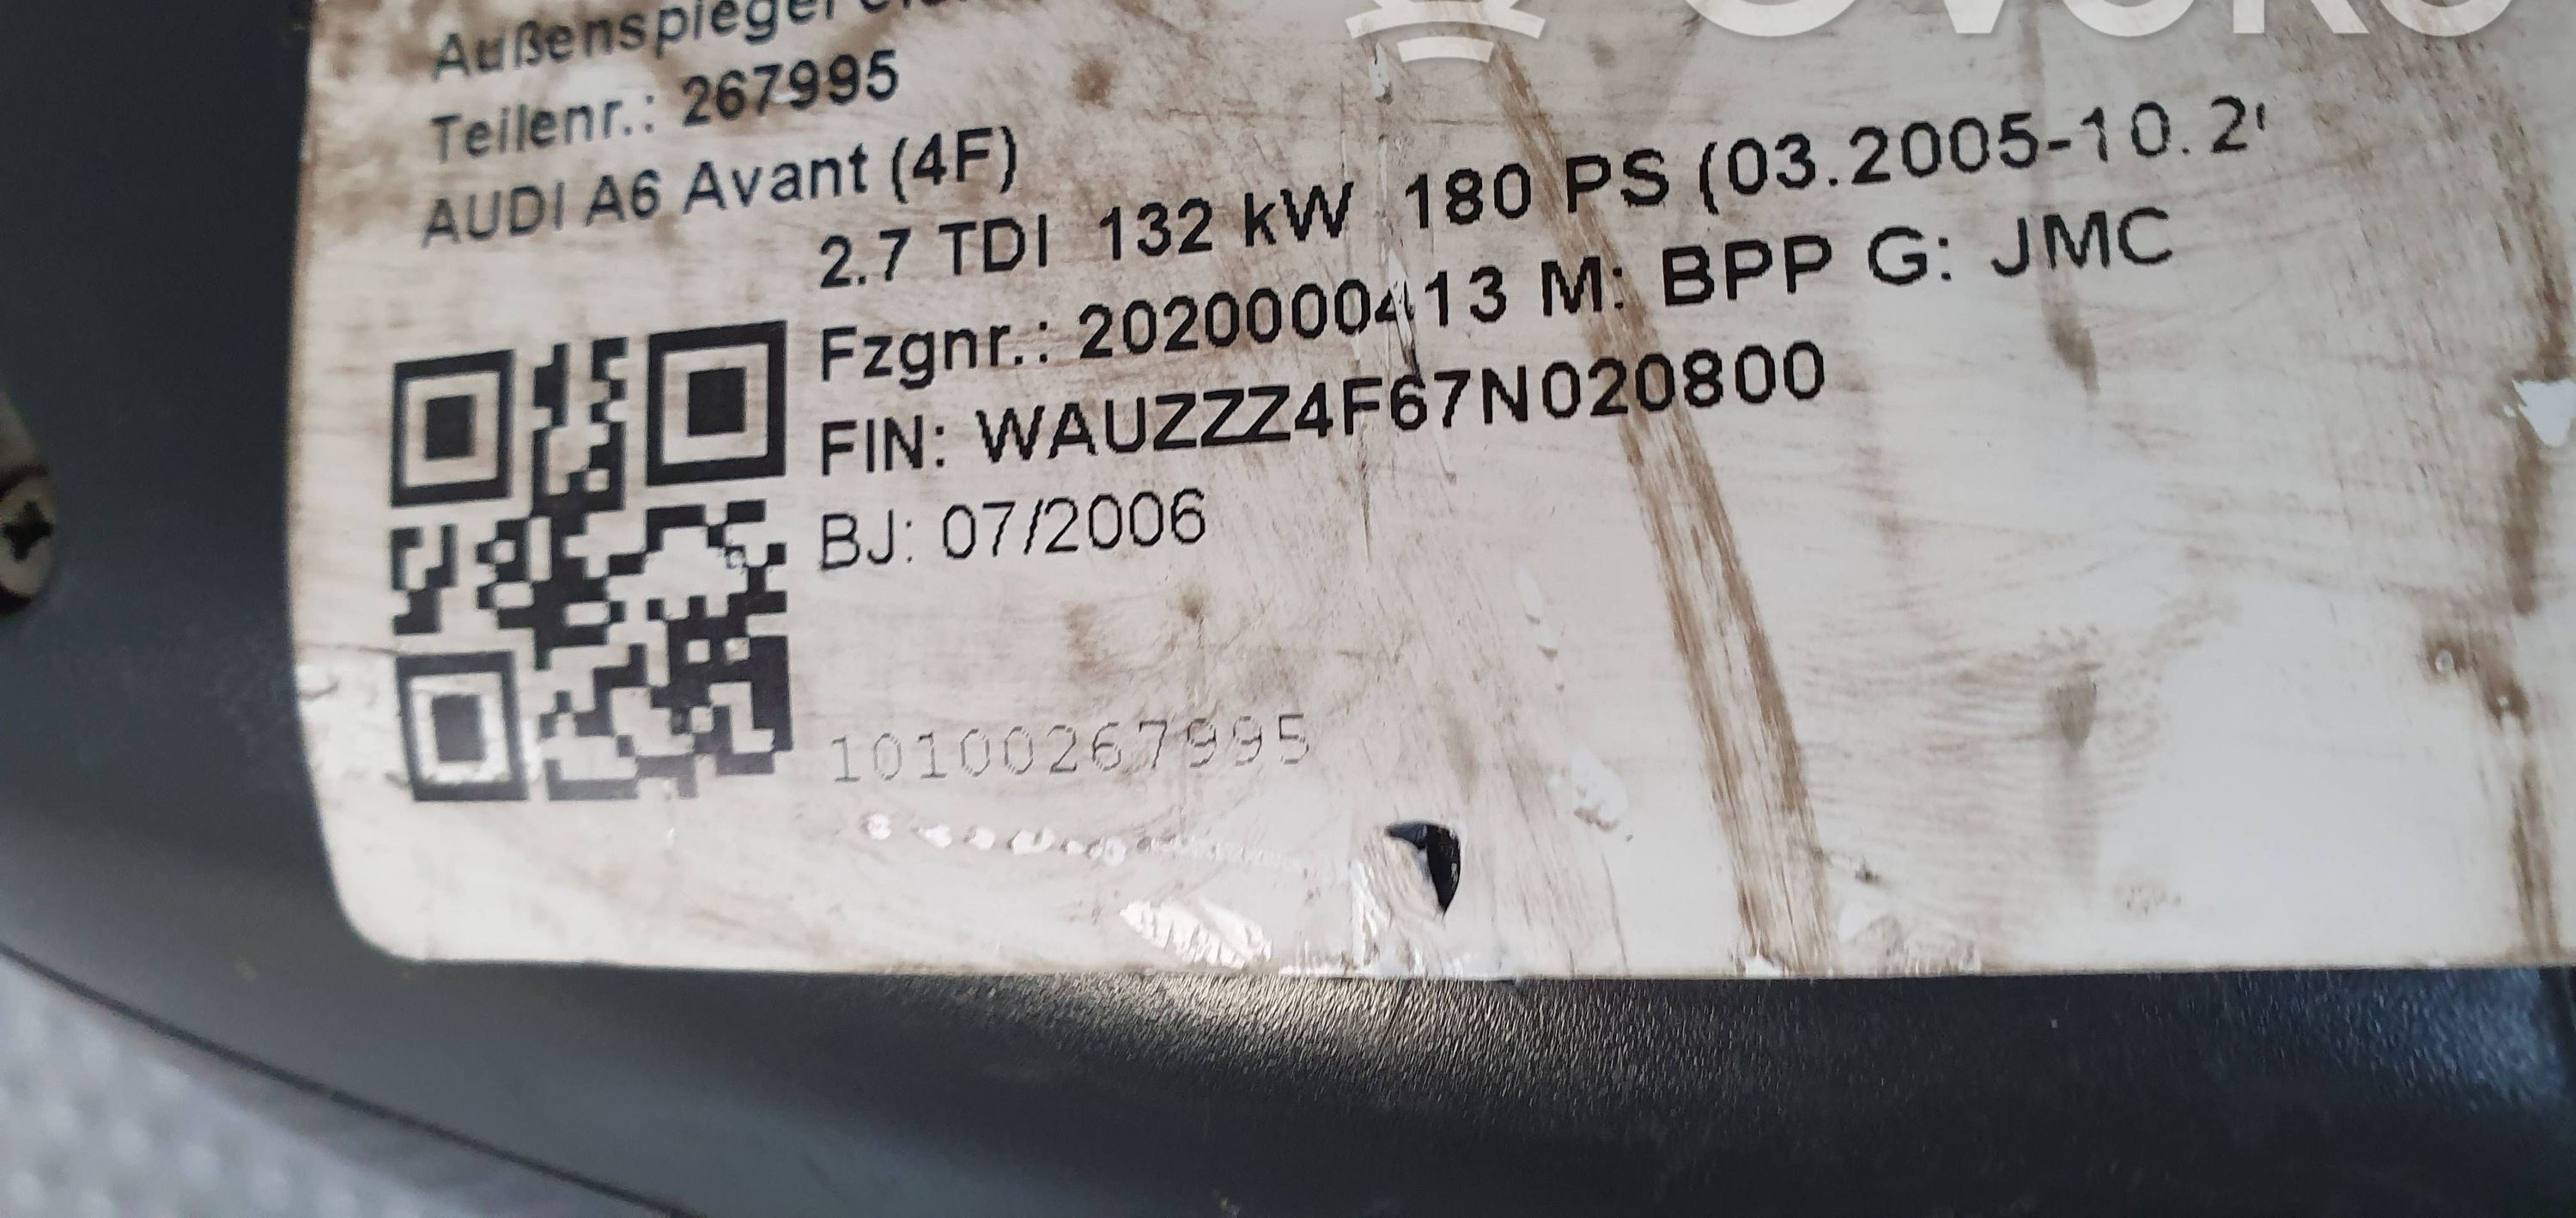 Außenspiegel
Teilenr.: 267995
AUDI A6 Avant (4F)
2.7 TDI 132 kW 180 PS (03.2005-10.2
Fzgnr.: 2020000413 M: BPP G: JMC
FIN: WAUZZZ4F67N020800
BJ: 07/2006
10100267995